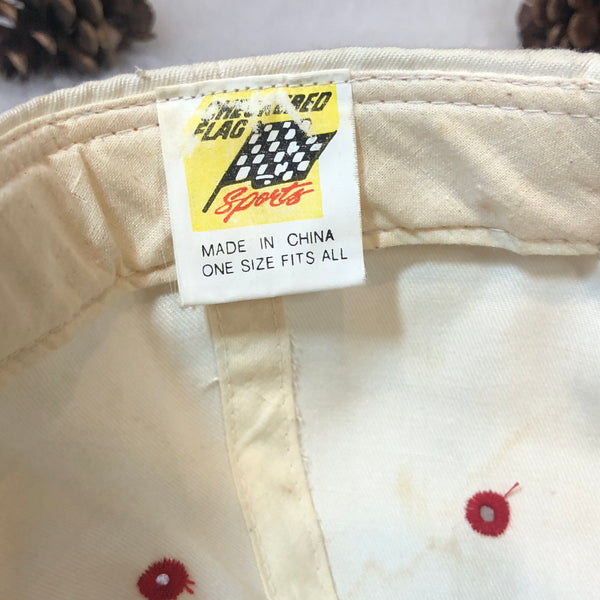 CHECKERED
FLAG
Sports
MADE IN CHINA
ONE SIZE FITS ALL